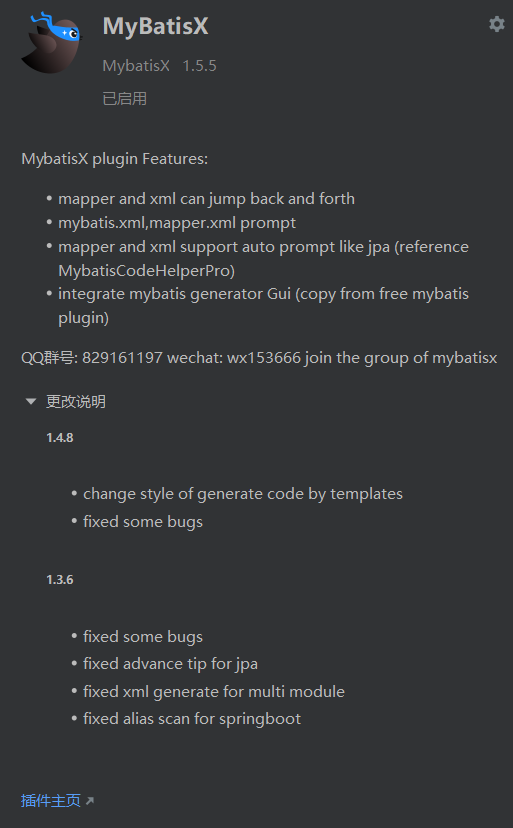 MyBatisX
MybatisX 1.5.5
已启用
MybatisX plugin Features:
• mapper and xml can jump back and forth
• mybatis.xml,mapper.xml prompt
• mapper and xml support auto prompt like jpa (reference
MybatisCodeHelperPro)
• integrate mybatis generator Gui (copy from free mybatis
plugin)
QQ群号: 829161197 wechat: wx153666 join the group of mybatisx
更改说明
1.4.8
• change style of generate code by templates
• fixed some bugs
1.3.6
• fixed some bugs
• fixed advance tip for jpa
• fixed xml generate for multi module
• fixed alias scan for springboot
插件主页